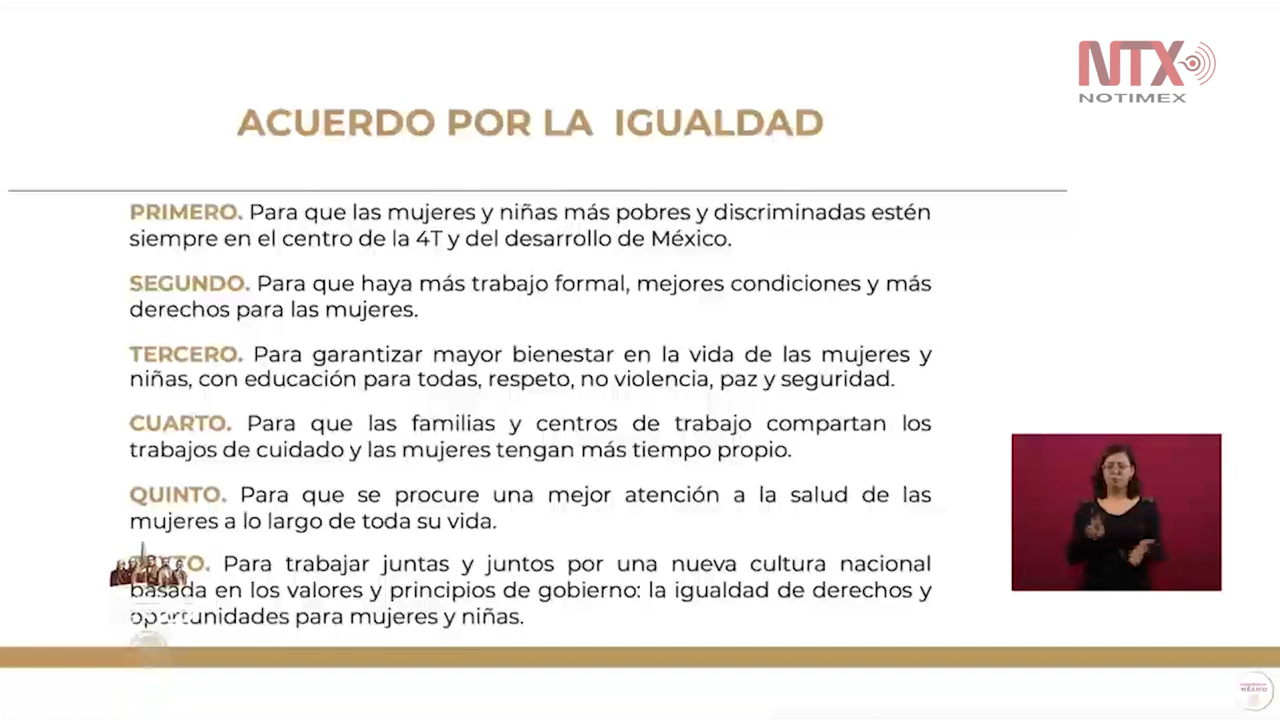 NTX
NOTIMEX
ACUERDO POR LA IGUALDAD
PRIMERO. Para que las mujeres y niñas más pobres y discriminadas estén
siempre en el centro de la 4T y del desarrollo de México.
SEGUNDO. Para que haya más trabajo formal, mejores condiciones y más
derechos para las mujeres.
TERCERO. Para garantizar mayor bienestar en la vida de las mujeres y
niñas, con educación para todas, respeto, no violencia, paz y seguridad.
CUARTO. Para que las familias y centros de trabajo compartan los
trabajos de cuidado y las mujeres tengan más tiempo propio.
QUINTO. Para que se procure una mejor atención a la salud de las
mujeres a lo largo de toda su vida.
SEXTO. Para trabajar juntas y juntos por una nueva cultura nacional
basada en los valores y principios de gobierno: la igualdad de derechos y
oportunidades para mujeres y niñas.
MÉXICO